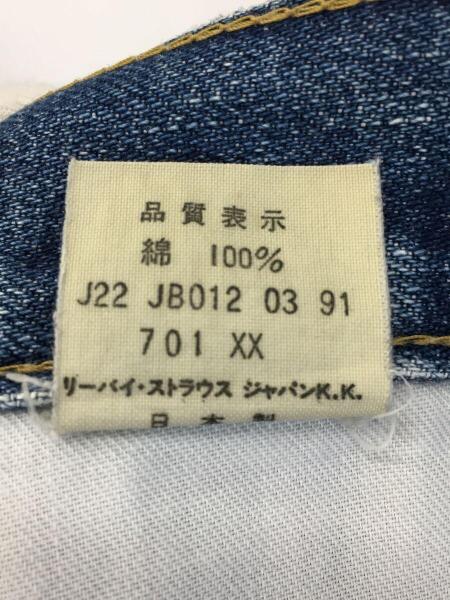 品質表示
綿 100%
J22 JB012 03 91
701 XX
リーバイ・ストラウス ジャパンK.K.
日本製